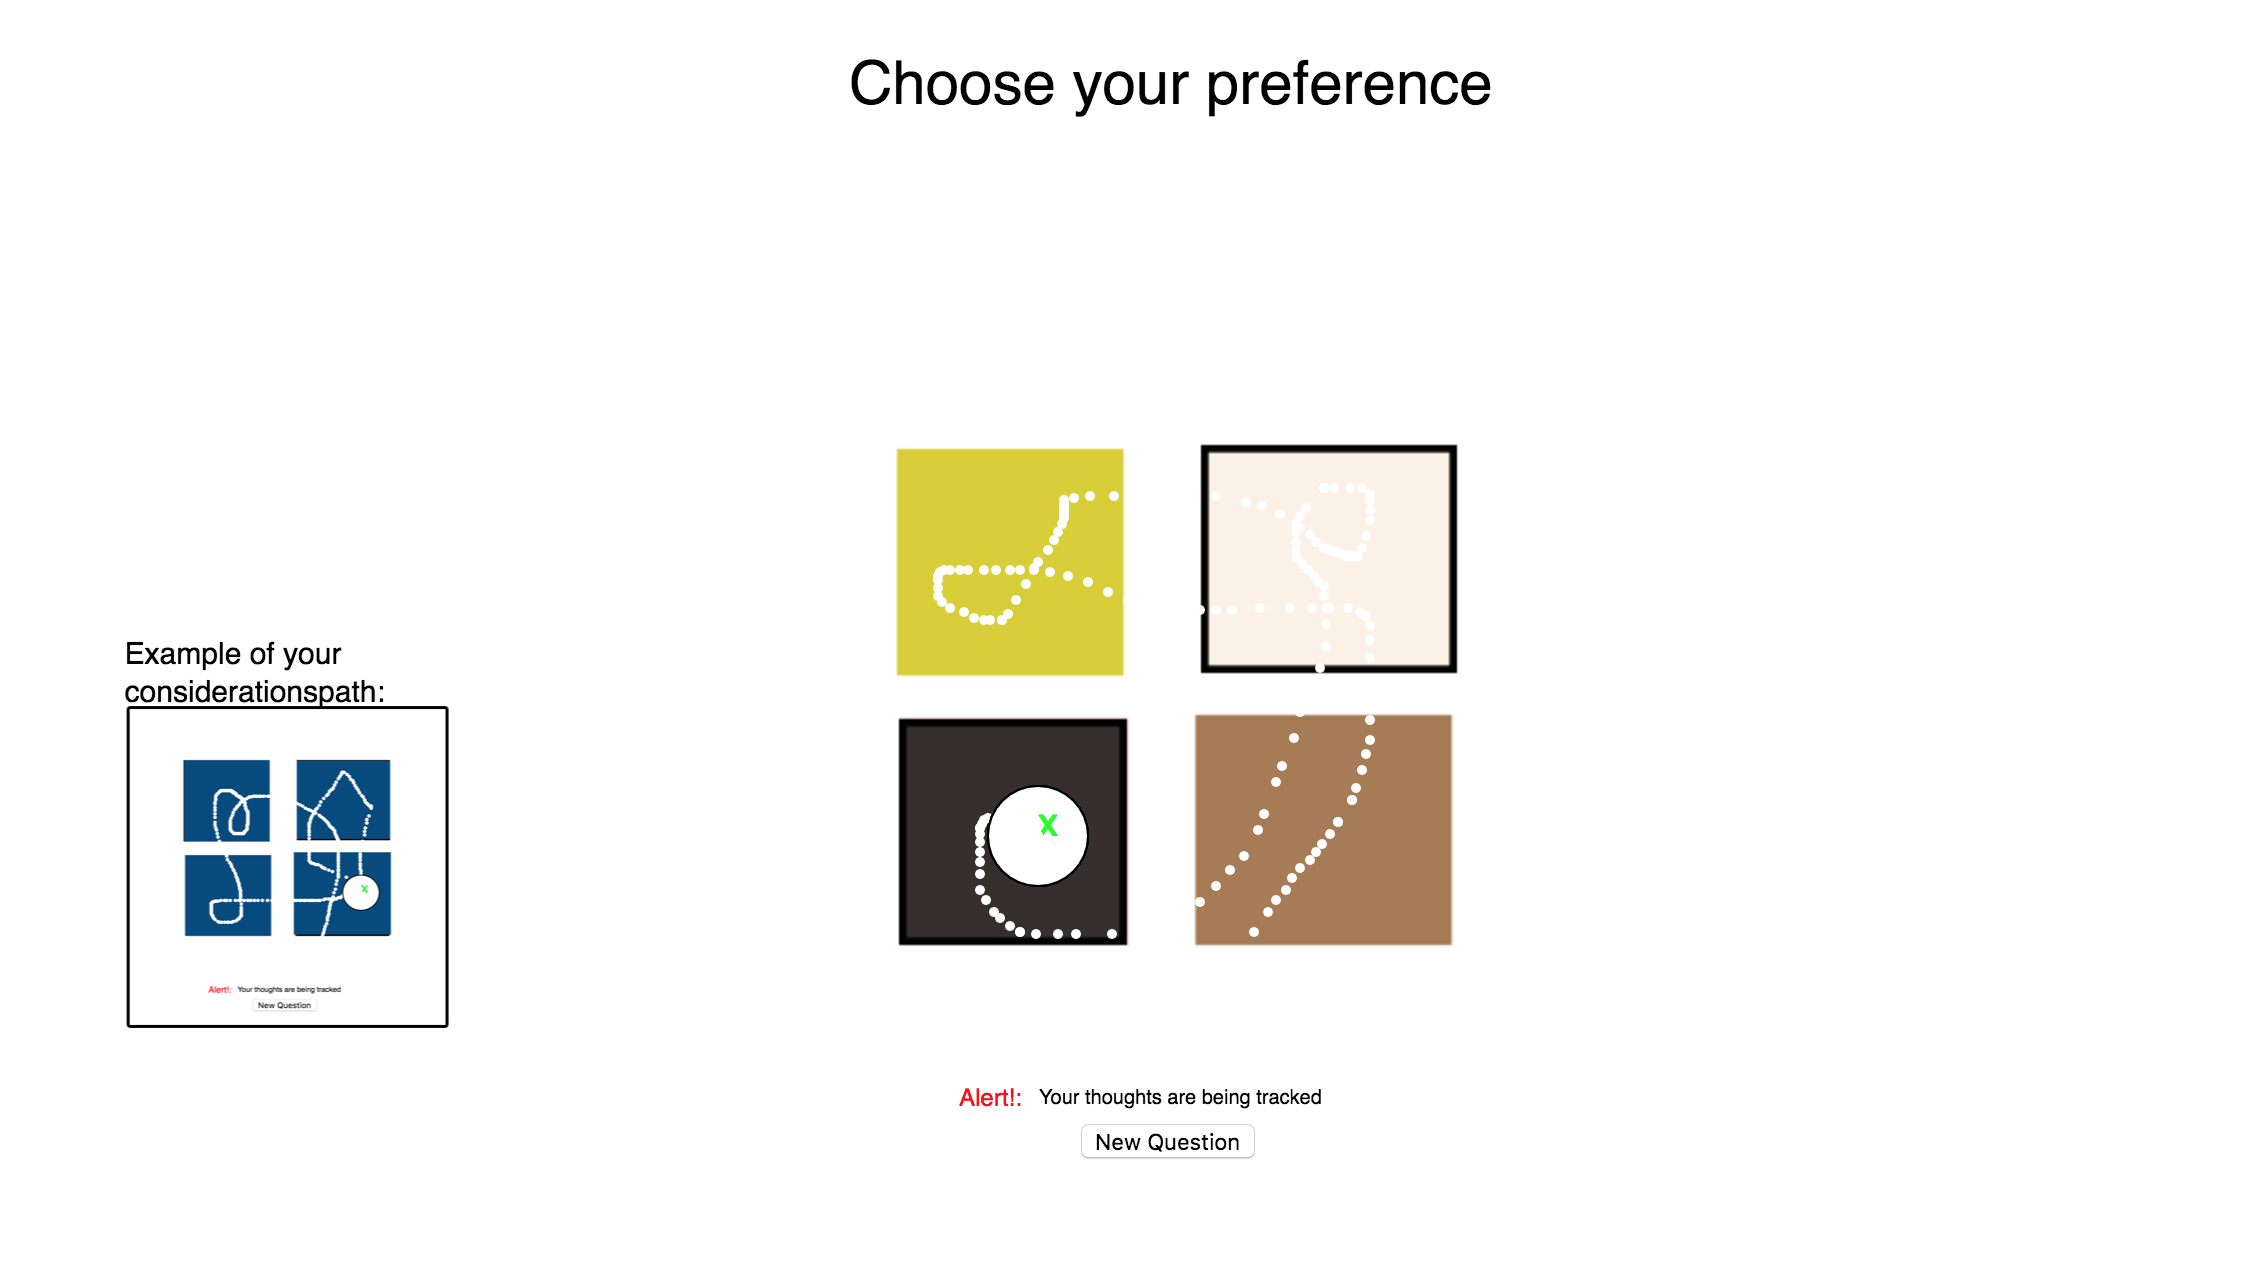 Choose your preference
Example of your
considerationspath:
x
x
Alert!: Your thoughts are being tracked
New Question
Alert!: Your thoughts are being tracked
New Question